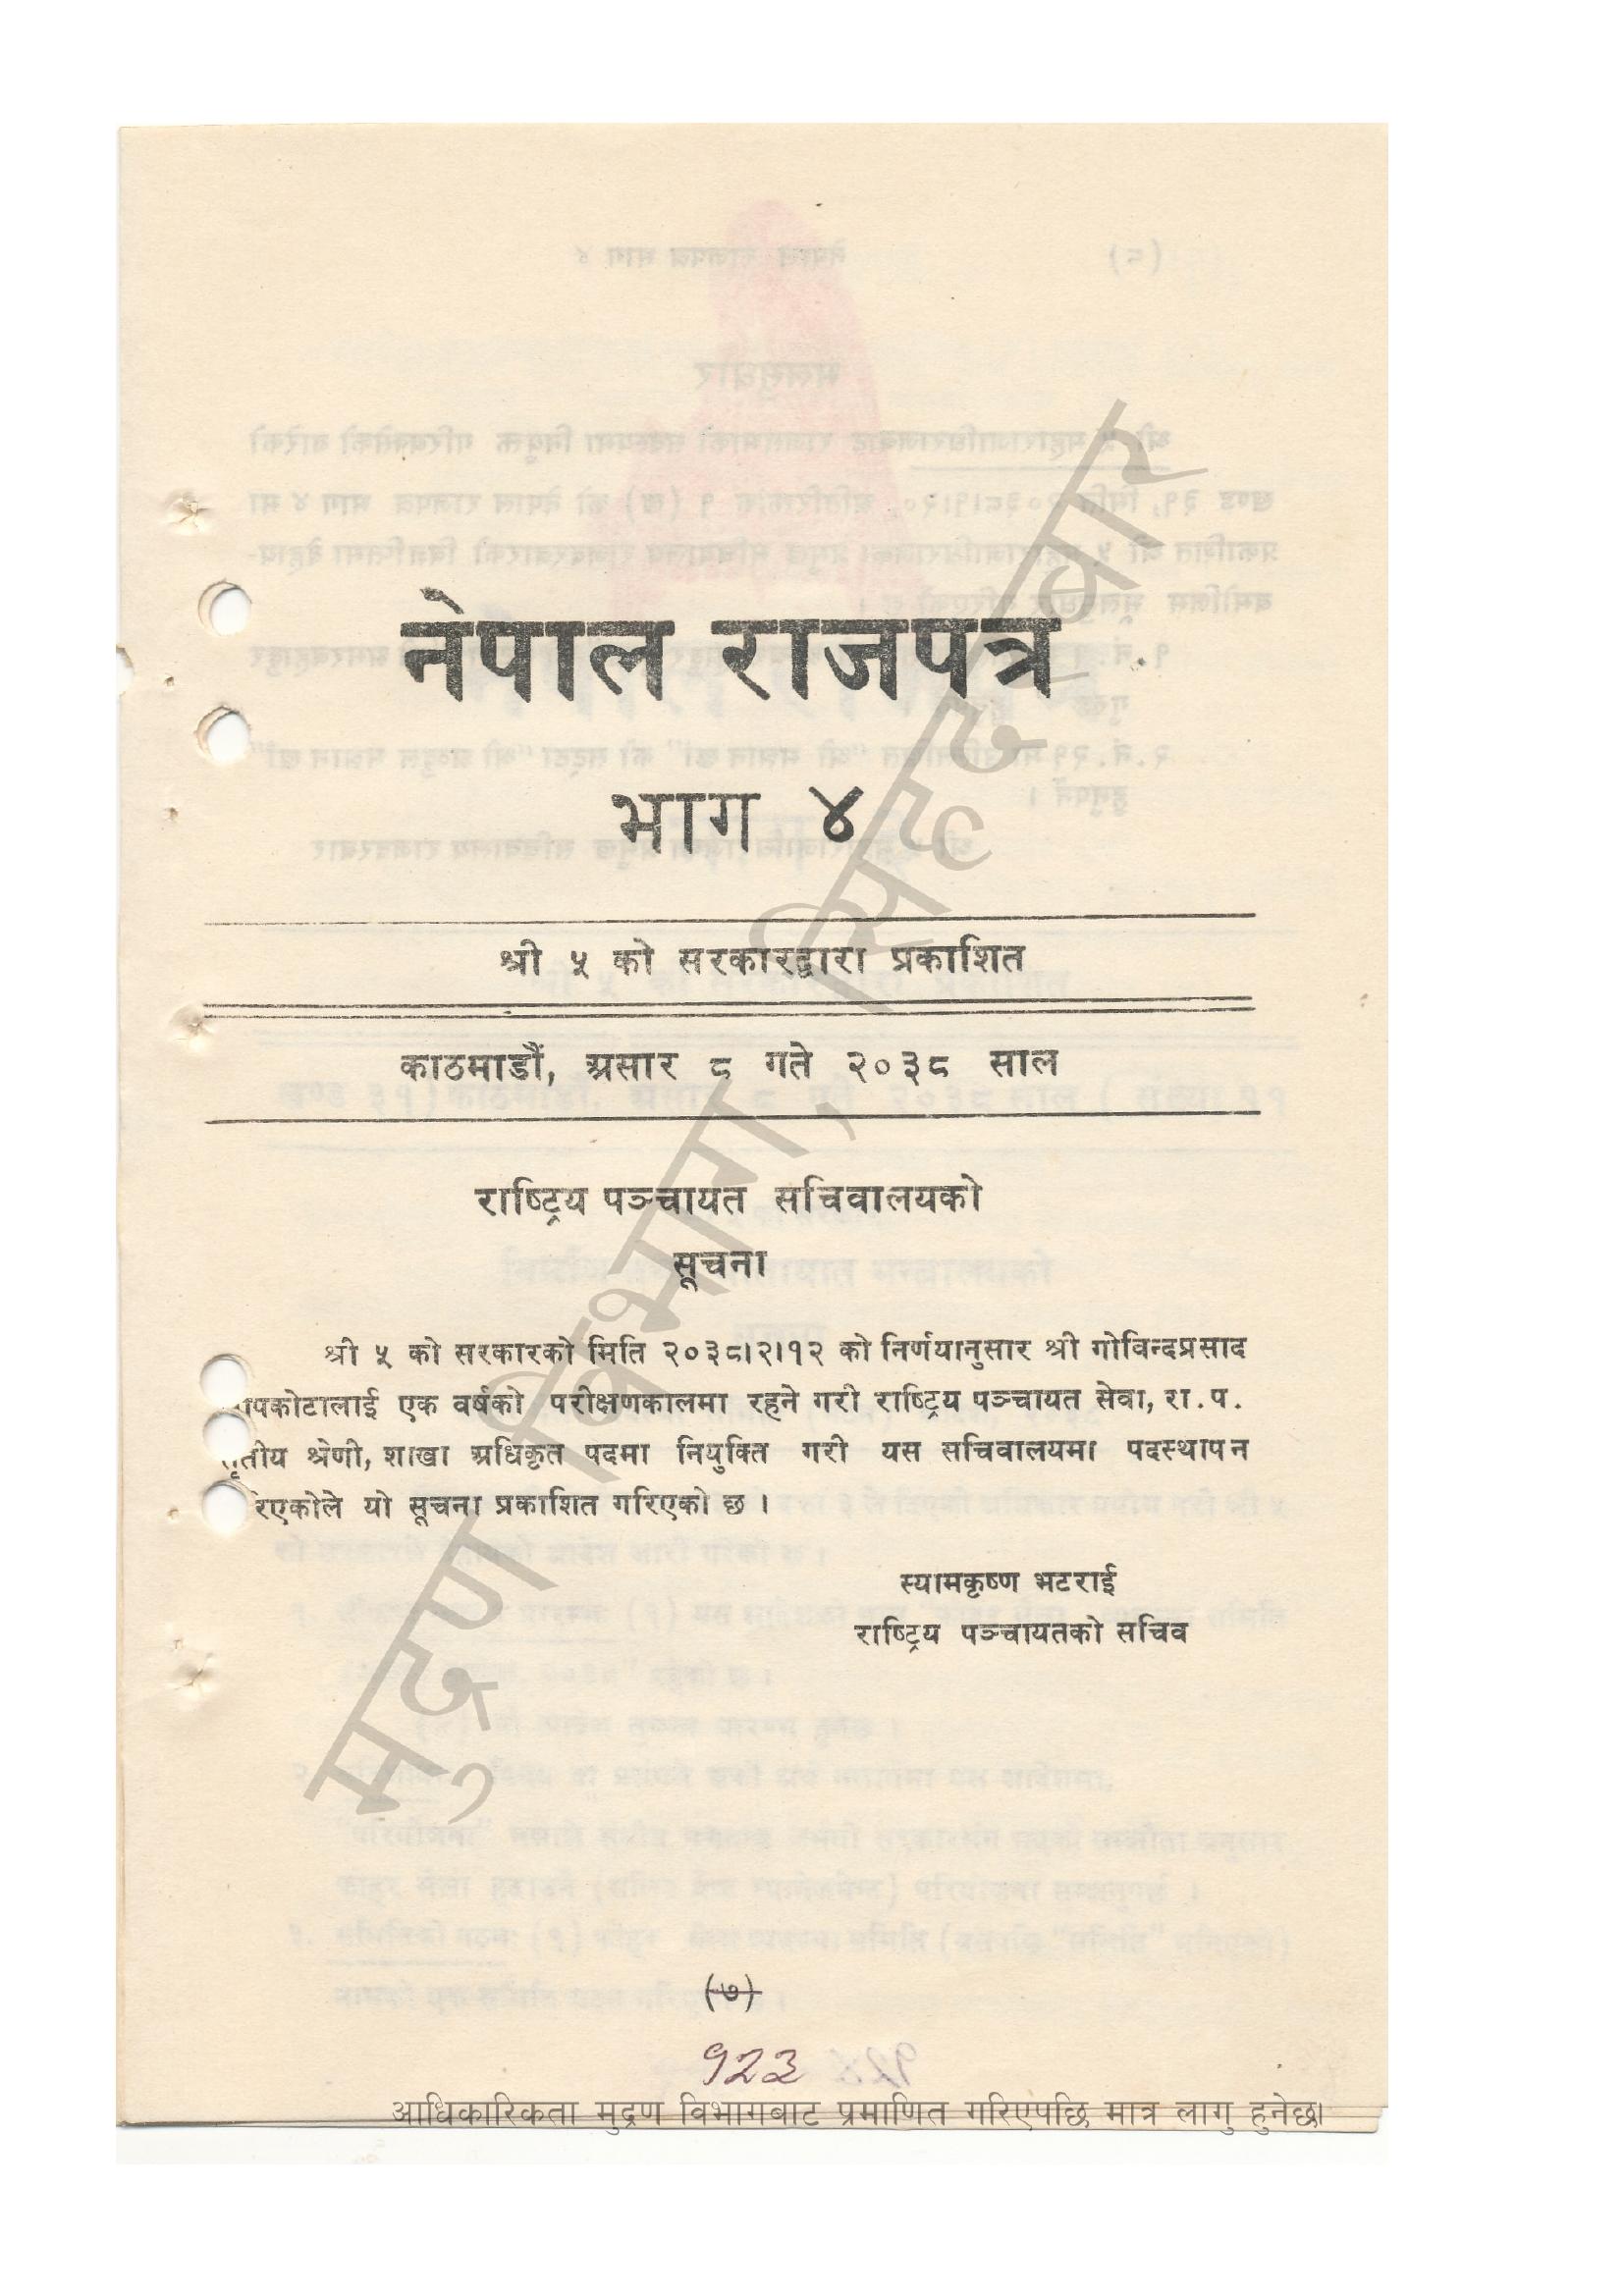 नेपाल राजपत्र
भाग ४
श्री ५ को सरकारद्वारा प्रकाशित
काठमाडौं, असार ८ गते २०३८ साल
राष्ट्रिय पञ्चायत सचिवालयको
सूचना
श्री ५ को सरकारको मिति २०३८।२।१२ को निर्णयानुसार श्री गोविन्दप्रसाद
पकोटालाई एक वर्षको परीक्षणकालमा रहने गरी राष्ट्रिय पञ्चायत सेवा, रा.प.
तृतीय श्रेणी, शाखा अधिकृत पदमा नियुक्ति गरी यस सचिवालयमा पदस्थापन
रिएकोले यो सूचना प्रकाशित गरिएको छ ।
स्यामकृष्ण भटराई
राष्ट्रिय पञ्चायतको सचिव
(७)
१२३
मुद्रण विभाग, सिंहदरबार
आधिकारिकता मुद्रण विभागबाट प्रमाणित गरिएपछि मात्र लागु हुनेछ।